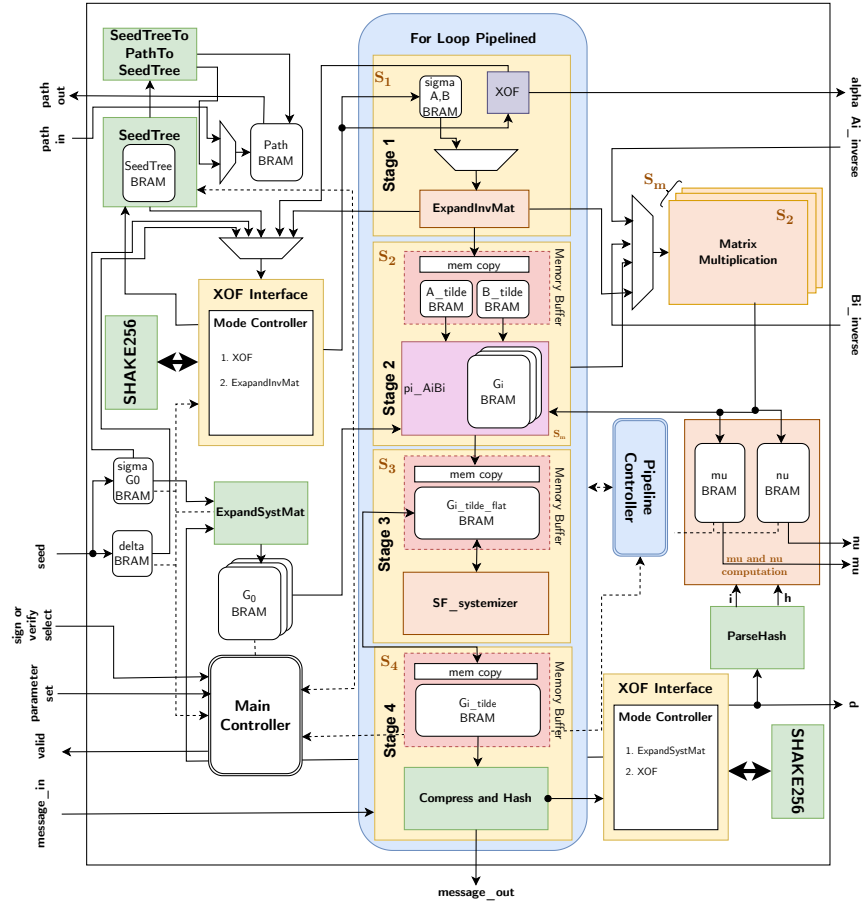 For Loop Pipelined
SeedTreeTo
PathTo
SeedTree
path
out
path
in
SeedTree
SeedTree
BRAM
Path
BRAM
S1
sigma
A,B
BRAM
XOF
Stage 1
ExpandInvMat
alpha
Ai_inverse
Sm
S2
Matrix
Multiplication
Bi_inverse
XOF Interface
Mode Controller
1. XOF
2. ExapandInvMat
SHAKE256
S2
mem copy
A_tilde
BRAM
B_tilde
BRAM
Memory Buffer
Stage 2
pi_AiBi
Gi
BRAM
Sm
sigma
G0
BRAM
delta
BRAM
seed
ExpandSystMat
G0
BRAM
S3
mem copy
Gi_tilde_flat
BRAM
Memory Buffer
Stage 3
SF_systemizer
Pipeline
Controller
mu
BRAM
nu
BRAM
mu and nu
computation
nu
mu
i
h
ParseHash
sign or
verify
select
parameter
set
valid
message_in
Main
Controller
S4
mem copy
Gi_tilde
BRAM
Memory Buffer
Stage 4
Compress and Hash
XOF Interface
Mode Controller
1. ExpandSystMat
2. XOF
SHAKE256
d
message_out